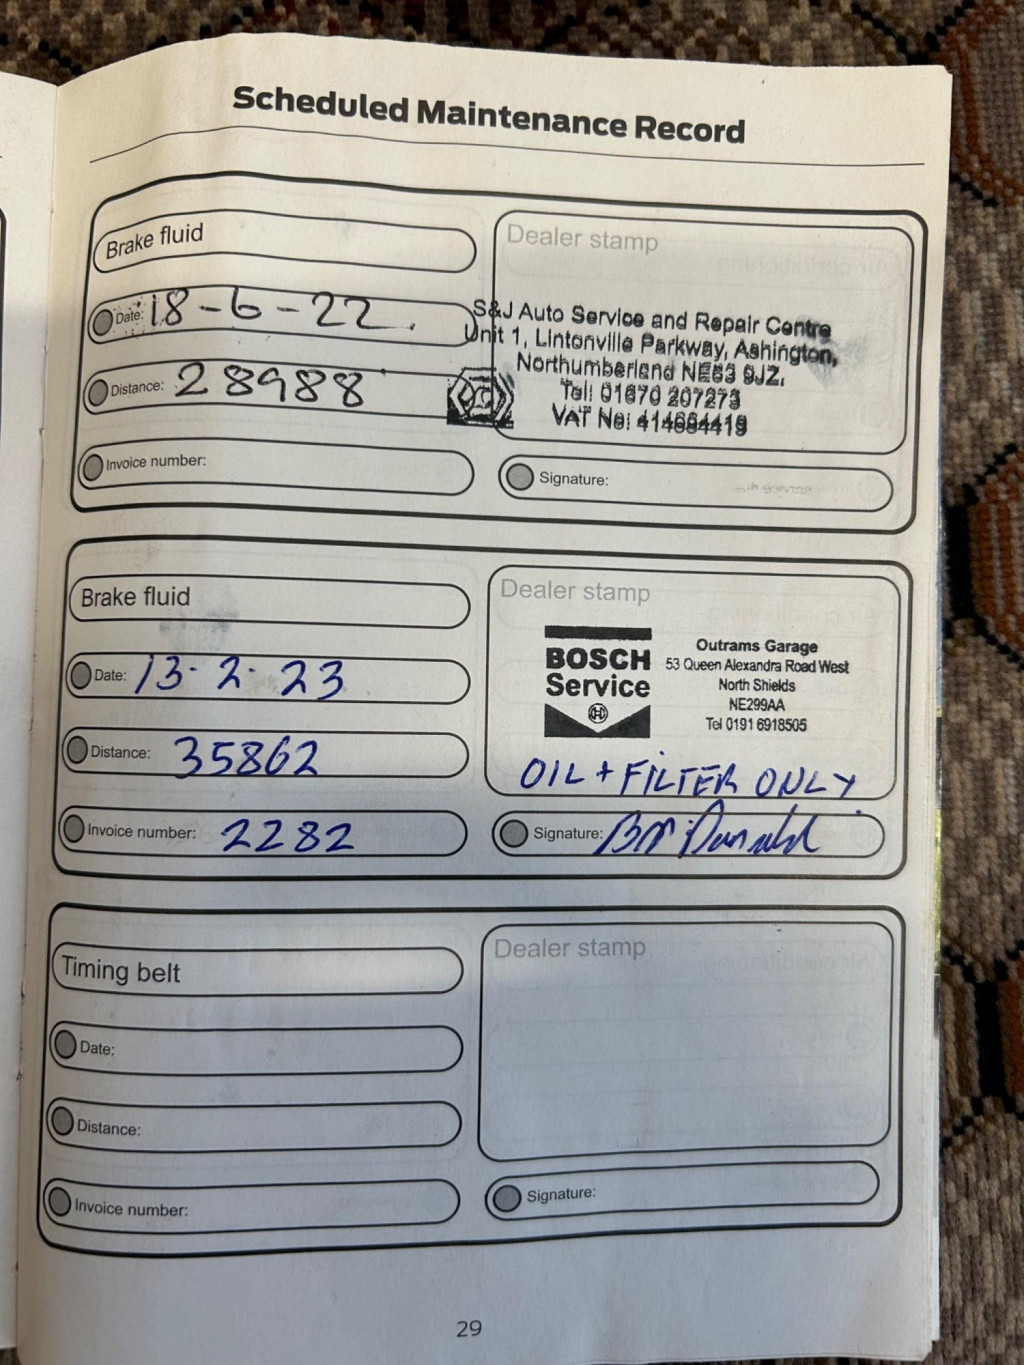 Scheduled Maintenance Record
Brake fluid
Dealer stamp
Date: 18-6-22.
Distance: 28988
S&J Auto Service and Repair Centre
Unit 1, Lintonville Parkway, Ashington,
Northumberland NE63 9JZ.
Tel: 01670 207273
VAT No: 414684419
Invoice number:
Signature:
Brake fluid
Dealer stamp
Date: 13·2·23
Distance: 35862
BOSCH
Service
Outrams Garage
53 Queen Alexandra Road West
North Shields
NE299AA
Tel 0191 6918505
OIL + FILTER ONLY
Invoice number: 2282
Signature: B McDonald
Timing belt
Dealer stamp
Date:
Distance:
Invoice number:
Signature:
29